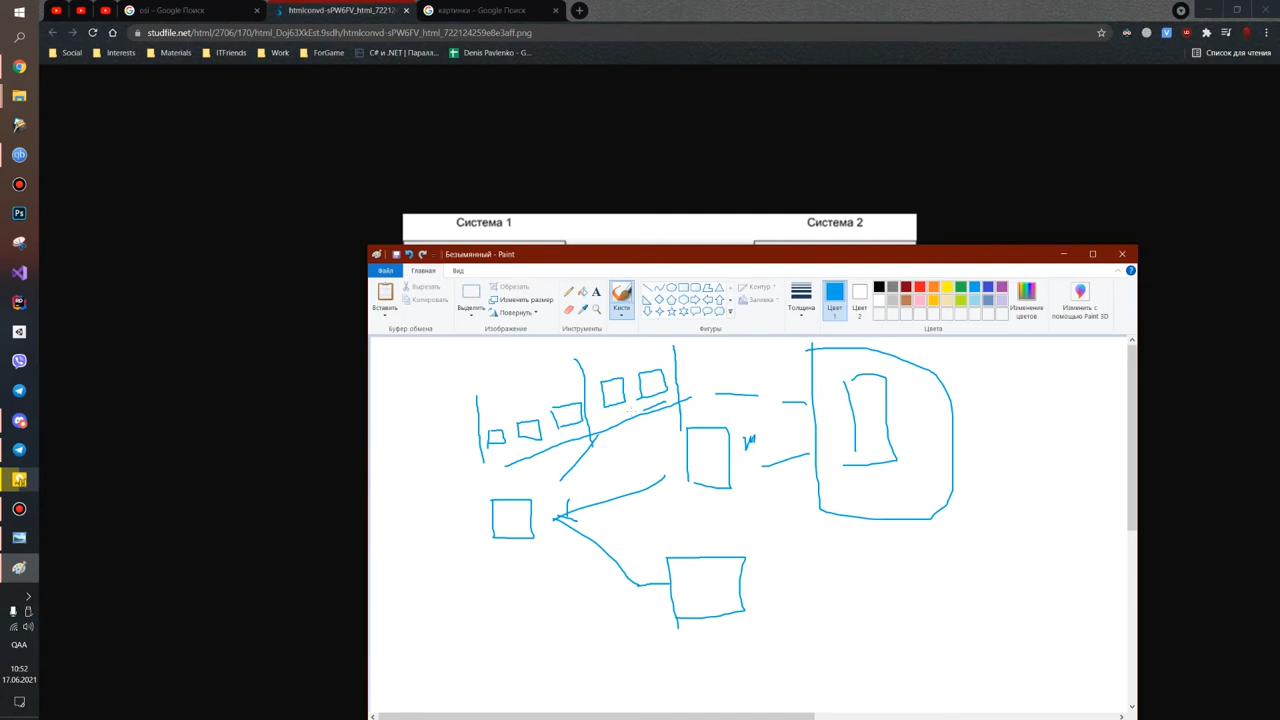 osi – Google Поиск
htmlconvd-sPW6FV_html_7221
картинки – Google Поиск
studfile.net/html/2706/170/html_Doj63XkEst.9sdh/htmlconvd-sPW6FV_html_722124259e8e3aff.png
Social
Interests
Materials
ITFriends
Work
ForGame
C# и .NET | Паралл...
Denis Pavlenko – G...
Список для чтения
Система 1
Система 2
Безымянный - Paint
Файл
Главная
Вид
Вставить
Вырезать
Копировать
Буфер обмена
Выделить
Обрезать
Изменить размер
Повернуть
Изображение
Инструменты
Кисти
Контур
Заливка
Фигуры
Толщина
Цвет 1
Цвет 2
Цвета
Изменение цветов
Изменить с помощью Paint 3D
QAA
10:52
17.06.2021